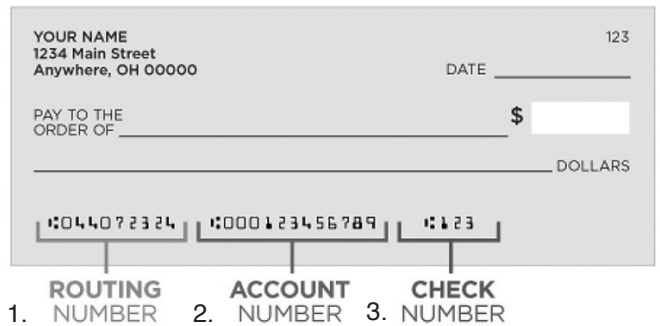 YOUR NAME 123
1234 Main Street
Anywhere, OH 00000
DATE
PAY TO THE
ORDER OF $
DOLLARS
⑆044072324 ⑆000123456789 ⑆123
1. ROUTING NUMBER
2. ACCOUNT NUMBER
3. CHECK NUMBER